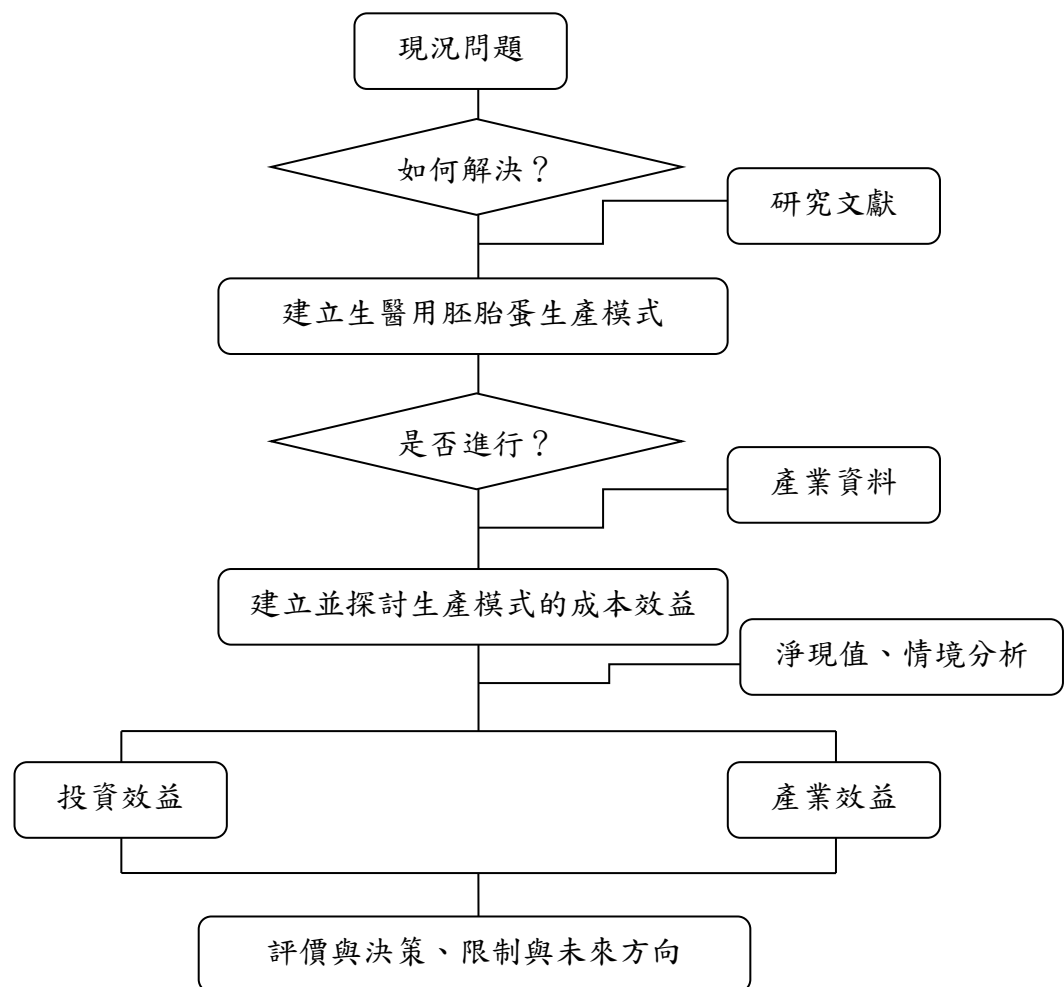 現況問題
如何解決？
研究文獻
建立生醫用胚胎蛋生產模式
是否進行？
產業資料
建立並探討生產模式的成本效益
淨現值、情境分析
投資效益
產業效益
評價與決策、限制與未來方向